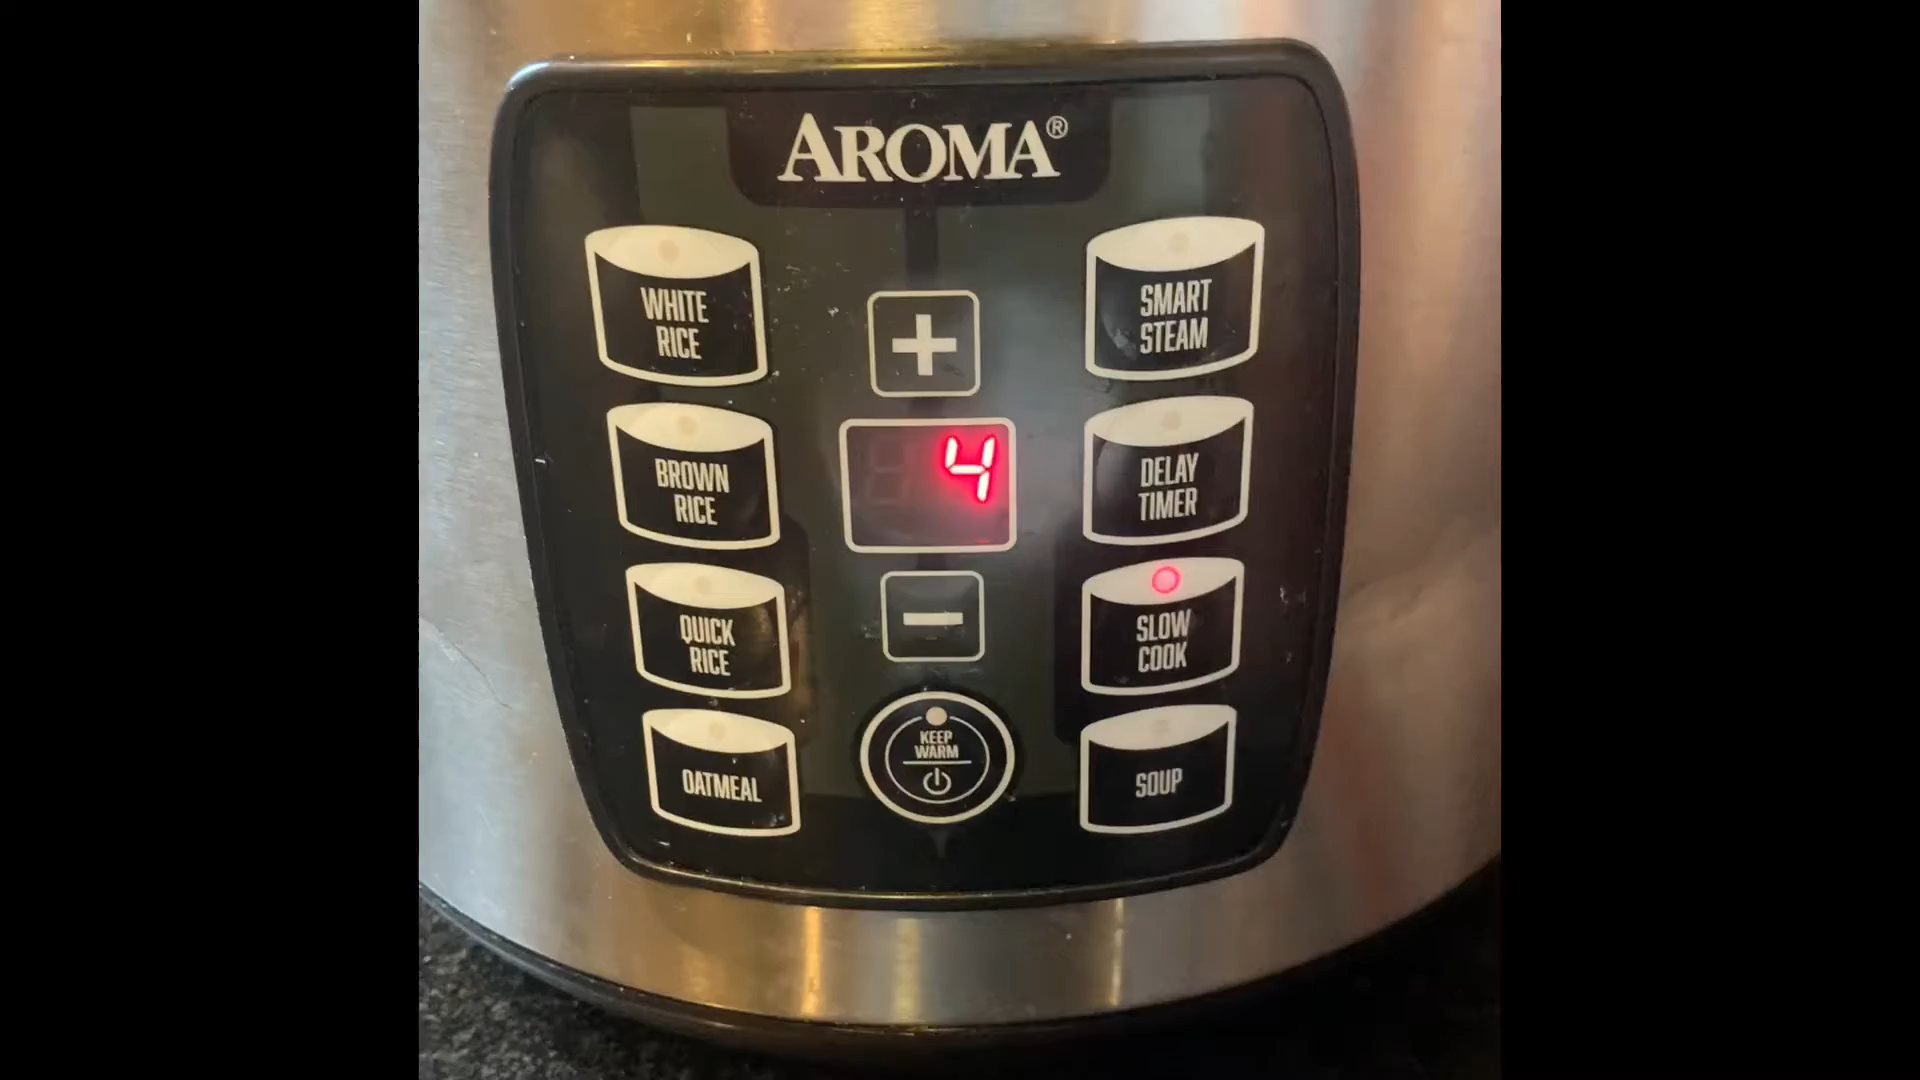 AROMA®
WHITE
RICE
SMART
STEAM
+
BROWN
RICE
4
DELAY
TIMER
QUICK
RICE
−
SLOW
COOK
OATMEAL
KEEP
WARM
SOUP